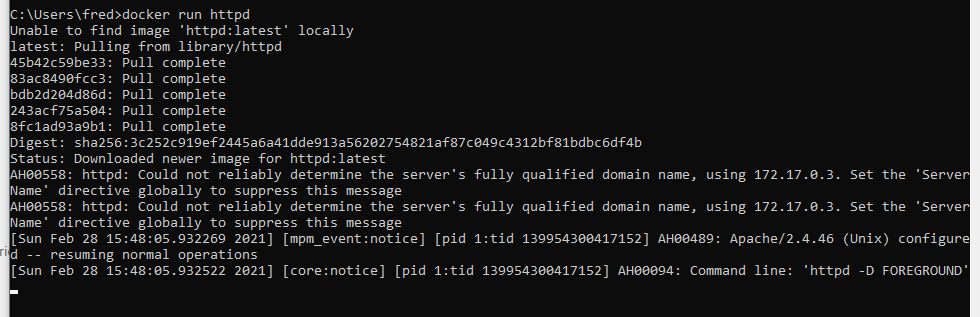 C:\Users\fred>docker run httpd
Unable to find image 'httpd:latest' locally
latest: Pulling from library/httpd
45b42c59be33: Pull complete
83ac8490fcc3: Pull complete
bdb2d204d86d: Pull complete
243acf75a504: Pull complete
8fc1ad93a9b1: Pull complete
Digest: sha256:3c252c919ef2445a6a41dde913a56202754821af87c049c4312bf81bdbc6df4b
Status: Downloaded newer image for httpd:latest
AH00558: httpd: Could not reliably determine the server's fully qualified domain name, using 172.17.0.3. Set the 'Server
Name' directive globally to suppress this message
AH00558: httpd: Could not reliably determine the server's fully qualified domain name, using 172.17.0.3. Set the 'Server
Name' directive globally to suppress this message
[Sun Feb 28 15:48:05.932269 2021] [mpm_event:notice] [pid 1:tid 139954300417152] AH00489: Apache/2.4.46 (Unix) configure
d -- resuming normal operations
[Sun Feb 28 15:48:05.932522 2021] [core:notice] [pid 1:tid 139954300417152] AH00094: Command line: 'httpd -D FOREGROUND'